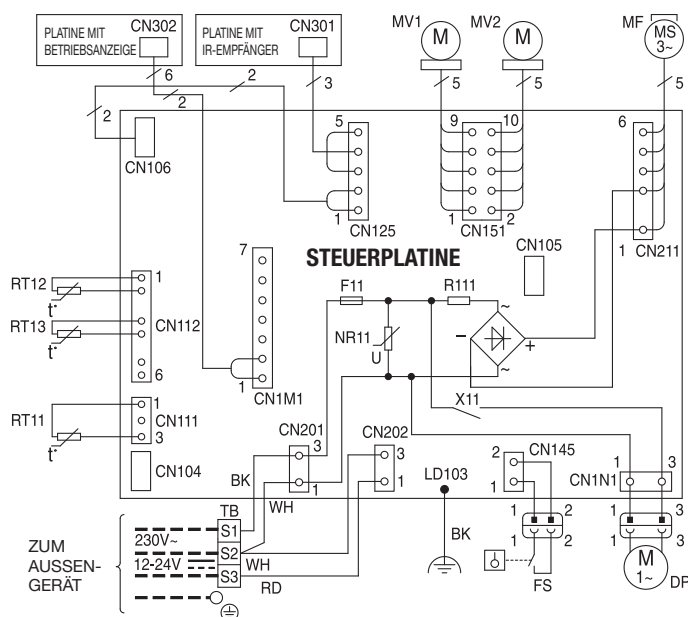 CN302
CN301
PLATINE MIT
BETRIEBSANZEIGE
PLATINE MIT
IR-EMPFÄNGER
MV1
M
MV2
M
MF
MS
3~
6
2
2
3
5
5
5
2
CN106
5
1
CN125
9
10
1
2
CN151
6
1
CN211
STEUERPLATINE
CN105
RT12
t°
RT13
t°
1
CN112
6
7
1
CN1M1
F11
R111
NR11
U
~
−
+
~
X11
RT11
t°
1
CN111
3
CN104
CN201
3
1
CN202
3
1
LD103
CN145
2
1
CN1N1
1
3
BK
WH
BK
TB
S1
S2
S3
230V~
12-24V
WH
RD
ZUM
AUSSEN-
GERÄT
1
2
1
2
FS
1
3
1
3
M
1~
DP